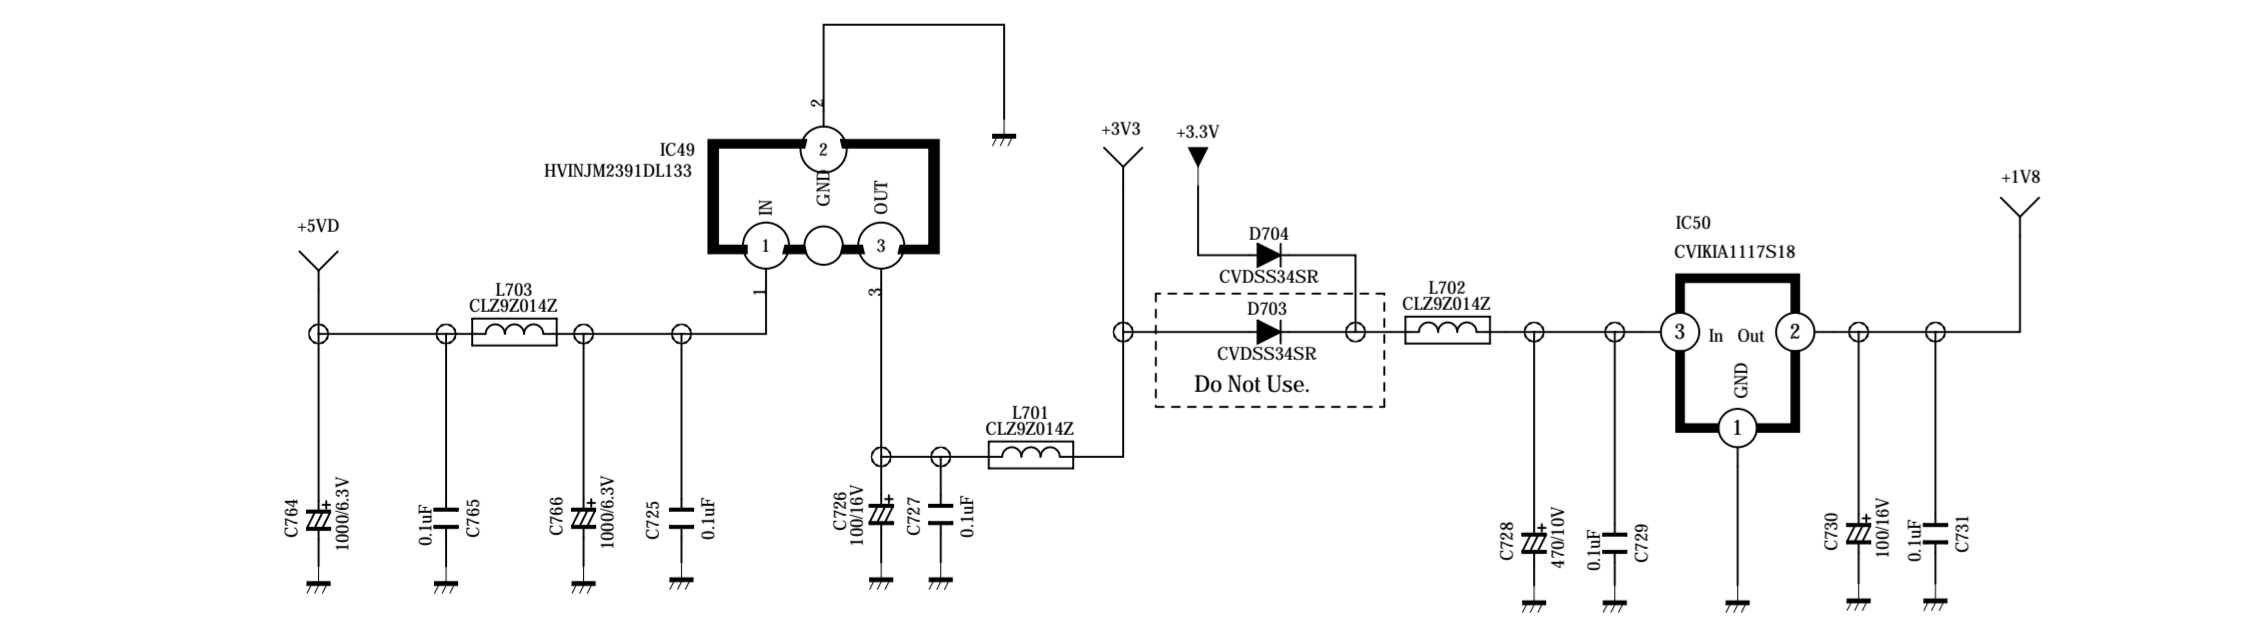 +5VD
L703
CLZ9Z014Z
C764
1000/6.3V
0.1uF
C765
C766
1000/6.3V
C725
0.1uF
IC49
HVINJM2391DL133
2
2
GND
IN
OUT
1
3
1
3
C726
100/16V
C727
0.1uF
L701
CLZ9Z014Z
+3V3
+3.3V
D704
CVDSS34SR
D703
CVDSS34SR
Do Not Use.
L702
CLZ9Z014Z
C728
470/10V
0.1uF
C729
IC50
CVIKIA1117S18
3
In Out
2
GND
1
C730
100/16V
0.1uF
C731
+1V8